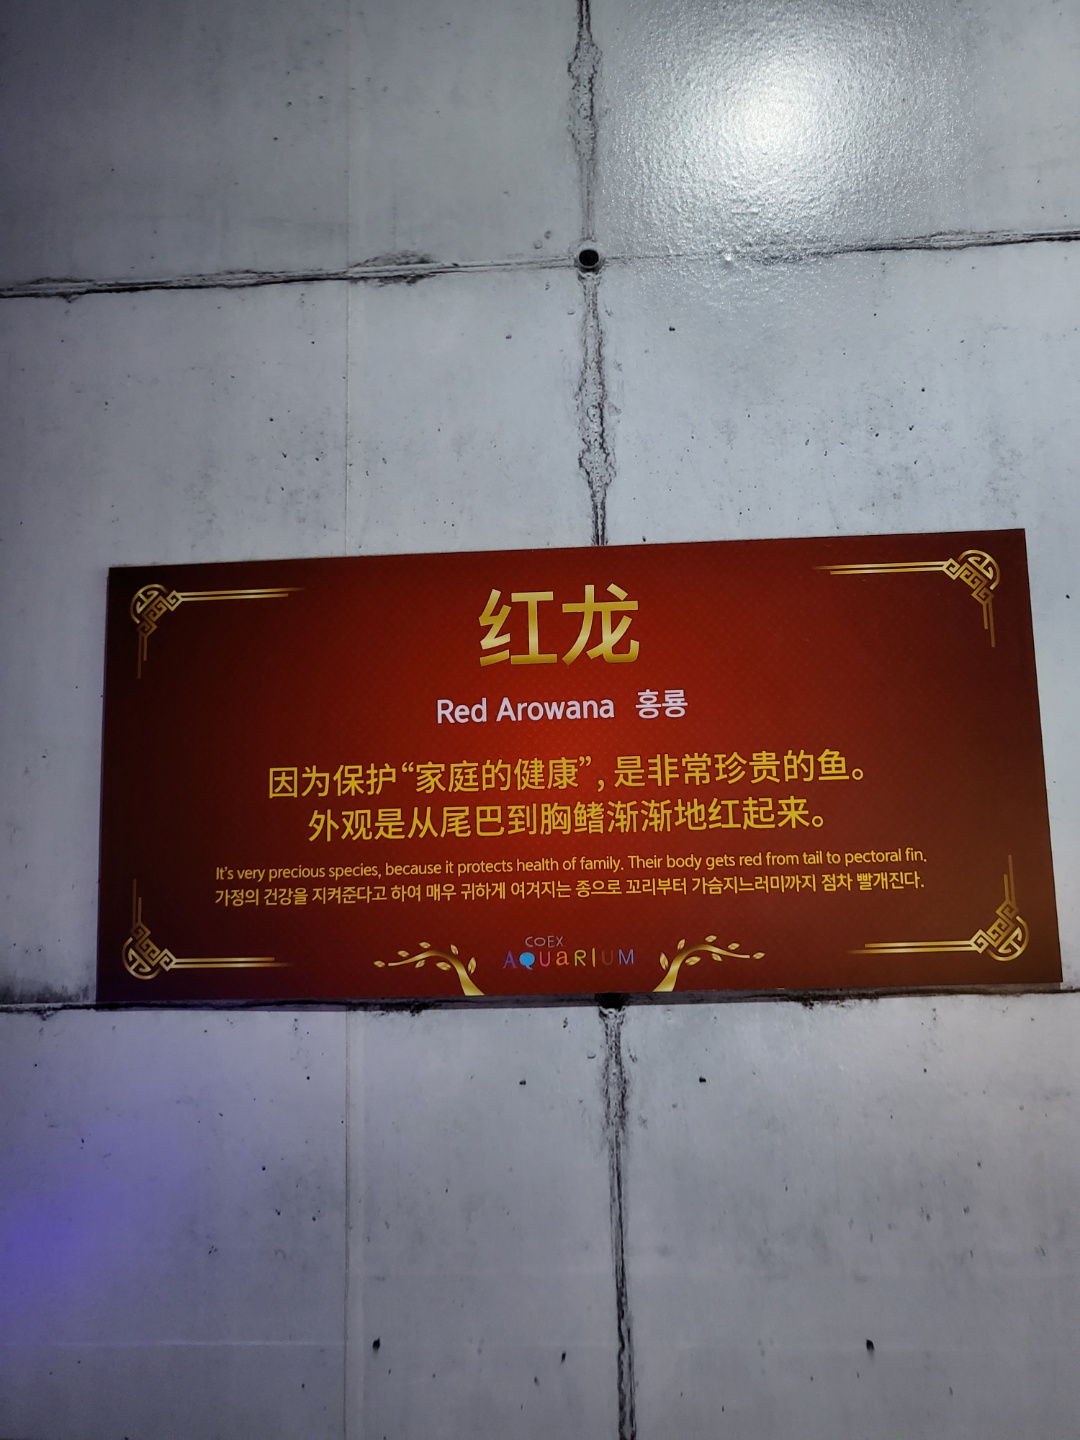 红龙
Red Arowana 홍룡
因为保护“家庭的健康”, 是非常珍贵的鱼。
外观是从尾巴到胸鳍渐渐地红起来。
It's very precious species, because it protects health of family. Their body gets red from tail to pectoral fin.
가정의 건강을 지켜준다고 하여 매우 귀하게 여겨지는 종으로 꼬리부터 가슴지느러미까지 점차 빨개진다.
COEX
AQUARIUM